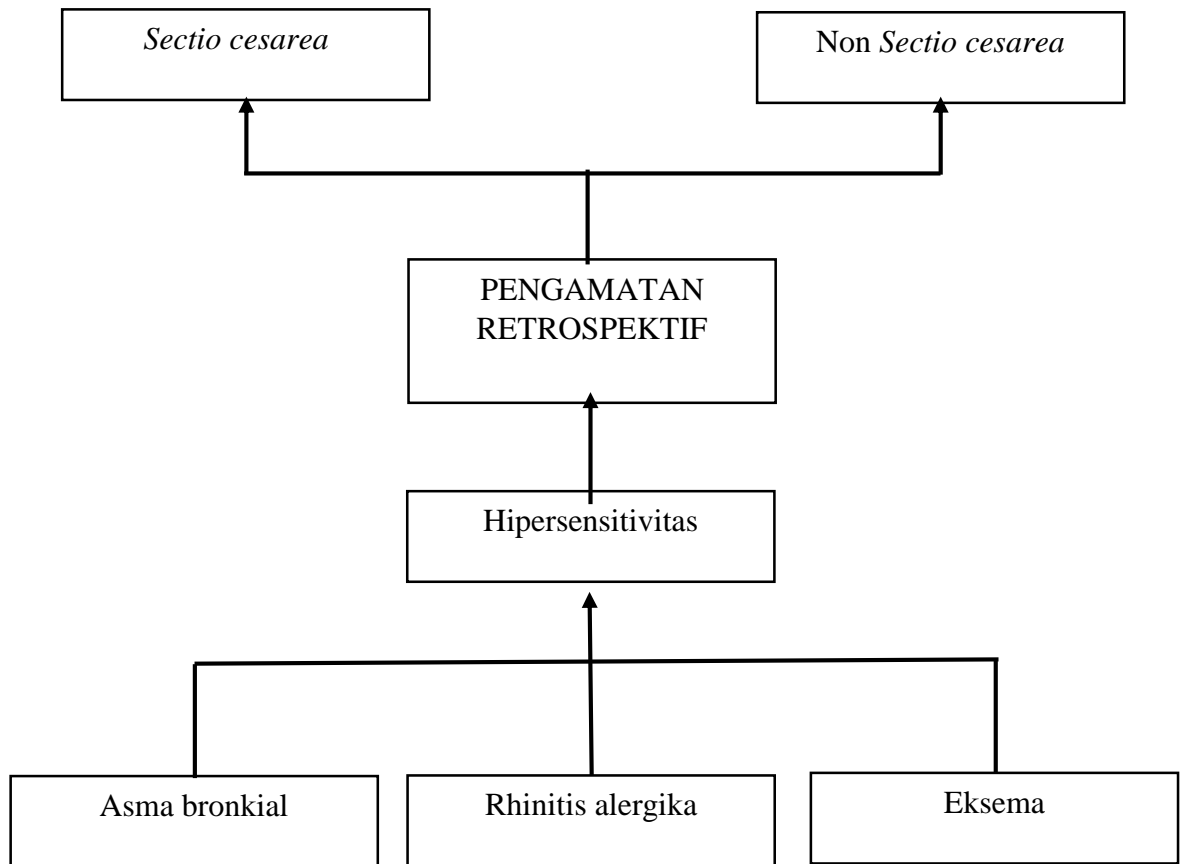 Sectio cesarea
Non Sectio cesarea
PENGAMATAN
RETROSPEKTIF
Hipersensitivitas
Asma bronkial
Rhinitis alergika
Eksema